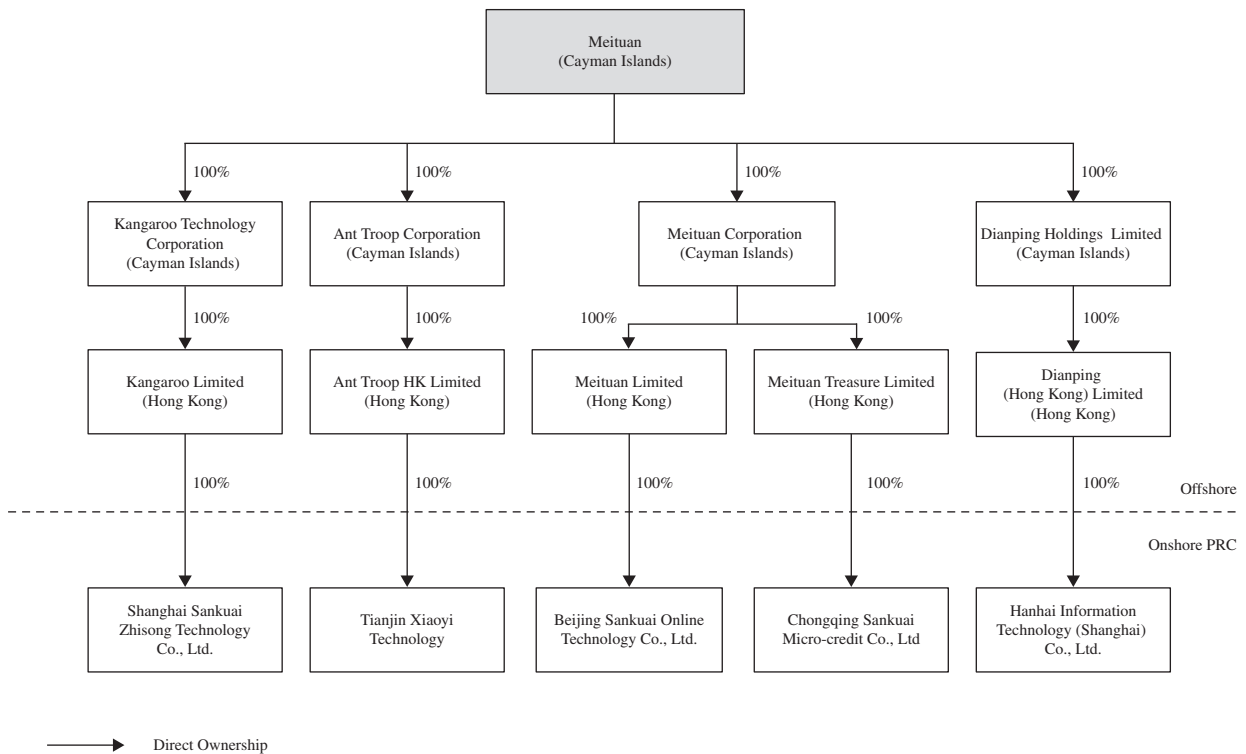 Meituan
(Cayman Islands)
100%
100%
100%
100%
Kangaroo Technology
Corporation
(Cayman Islands)
Ant Troop Corporation
(Cayman Islands)
Meituan Corporation
(Cayman Islands)
Dianping Holdings Limited
(Cayman Islands)
100%
100%
100%
100%
100%
Kangaroo Limited
(Hong Kong)
Ant Troop HK Limited
(Hong Kong)
Meituan Limited
(Hong Kong)
Meituan Treasure Limited
(Hong Kong)
Dianping
(Hong Kong) Limited
(Hong Kong)
100%
100%
100%
100%
100%
Offshore
Onshore PRC
Shanghai Sankuai
Zhisong Technology
Co., Ltd.
Tianjin Xiaoyi
Technology
Beijing Sankuai Online
Technology Co., Ltd.
Chongqing Sankuai
Micro-credit Co., Ltd
Hanhai Information
Technology (Shanghai)
Co., Ltd.
Direct Ownership